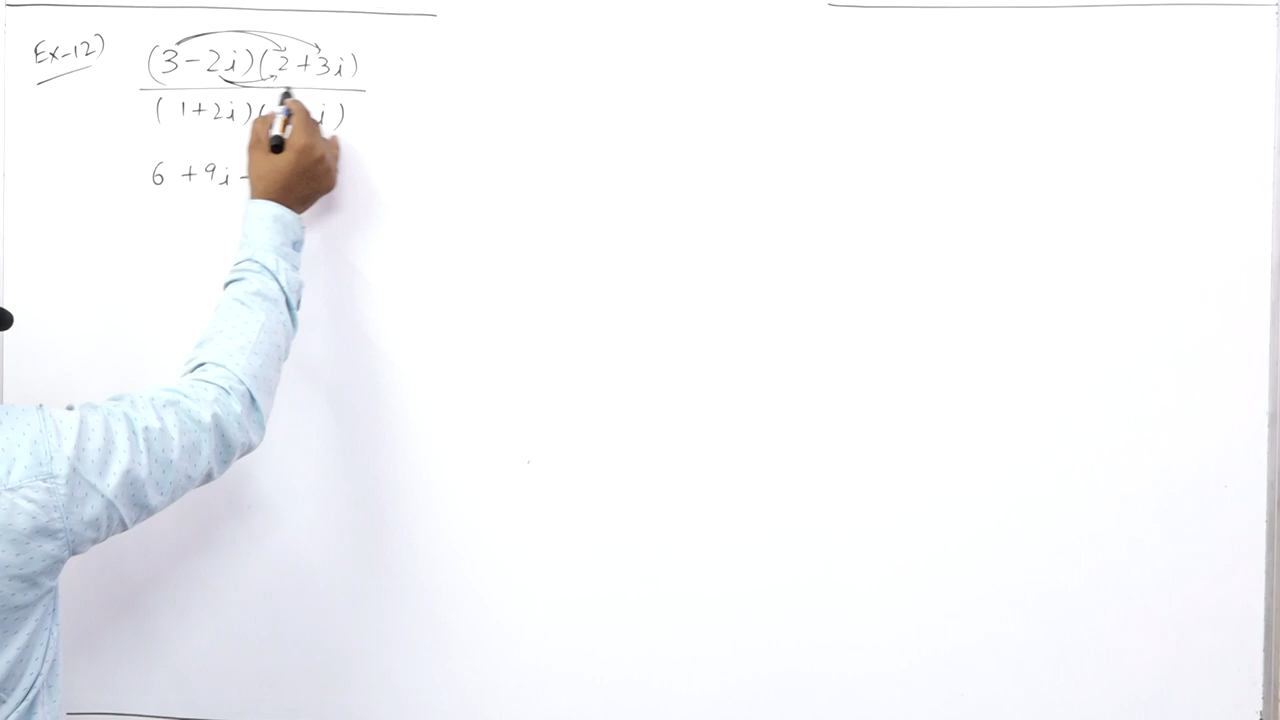 Ex-12)
(3-2i)(2+3i)
(1+2i)( i)
6 +9i -